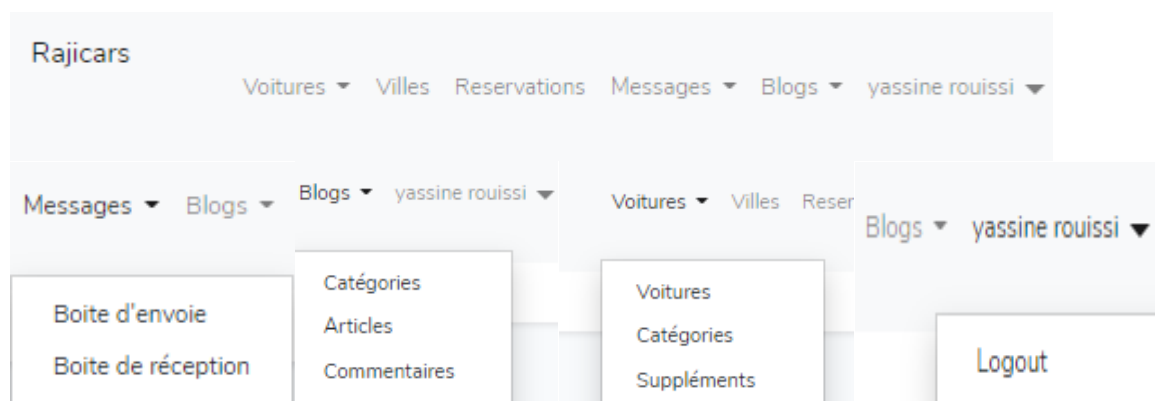 Rajicars
Voitures Villes Reservations Messages Blogs yassine rouissi
Messages Blogs
Boite d'envoie
Boite de réception
Blogs yassine rouissi
Catégories
Articles
Commentaires
Voitures Villes Reser
Voitures
Catégories
Suppléments
Blogs yassine rouissi
Logout